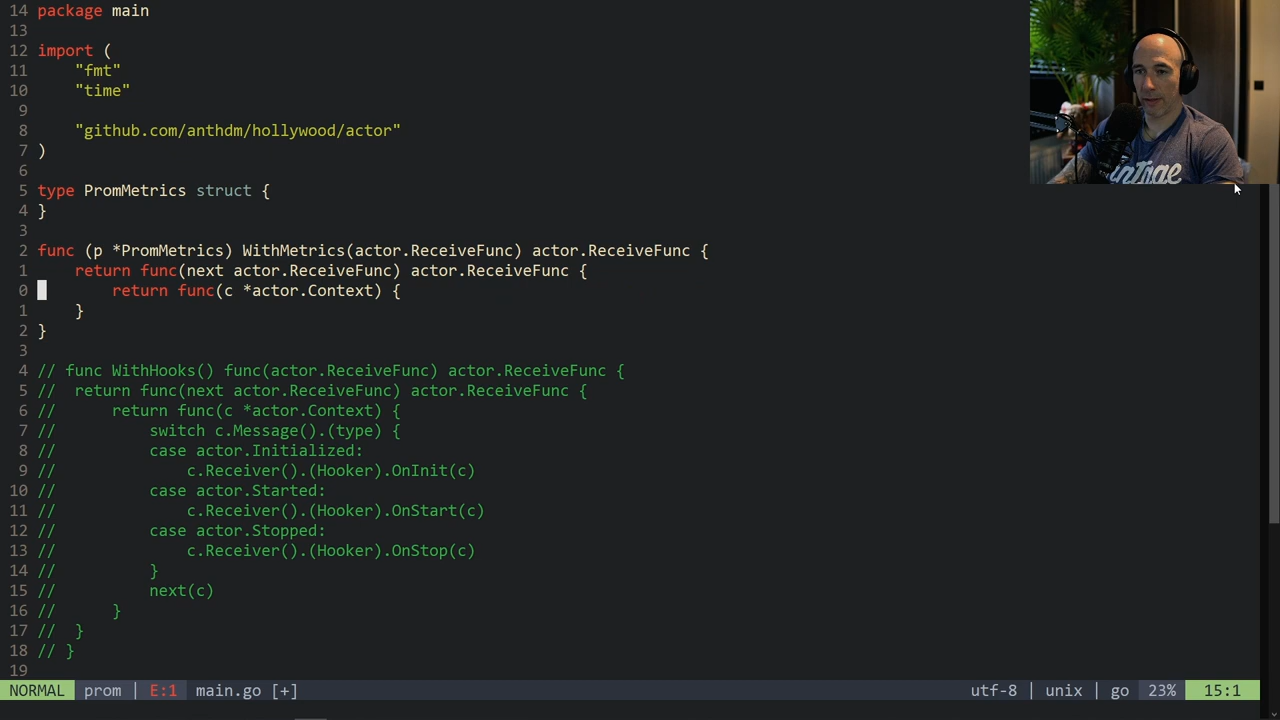 14 package main
13
12 import (
11     "fmt"
10     "time"
9
8     "github.com/anthdm/hollywood/actor"
7 )
6
5 type PromMetrics struct {
4 }
3
2 func (p *PromMetrics) WithMetrics(actor.ReceiveFunc) actor.ReceiveFunc {
1     return func(next actor.ReceiveFunc) actor.ReceiveFunc {
0         return func(c *actor.Context) {
1     }
2 }
3
4 // func WithHooks() func(actor.ReceiveFunc) actor.ReceiveFunc {
5 //  return func(next actor.ReceiveFunc) actor.ReceiveFunc {
6 //      return func(c *actor.Context) {
7 //          switch c.Message().(type) {
8 //          case actor.Initialized:
9 //              c.Receiver().(Hooker).OnInit(c)
10 //          case actor.Started:
11 //              c.Receiver().(Hooker).OnStart(c)
12 //          case actor.Stopped:
13 //              c.Receiver().(Hooker).OnStop(c)
14 //          }
15 //          next(c)
16 //      }
17 //  }
18 // }
19
NORMAL prom | E:1 main.go [+] utf-8 | unix | go 23% 15:1